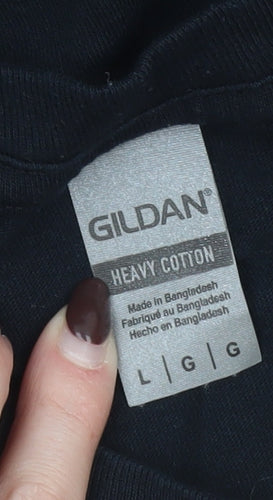 GILDAN®
HEAVY COTTON
Made in Bangladesh
Fabriqué au Bangladesh
Hecho en Bangladesh
L | G | G